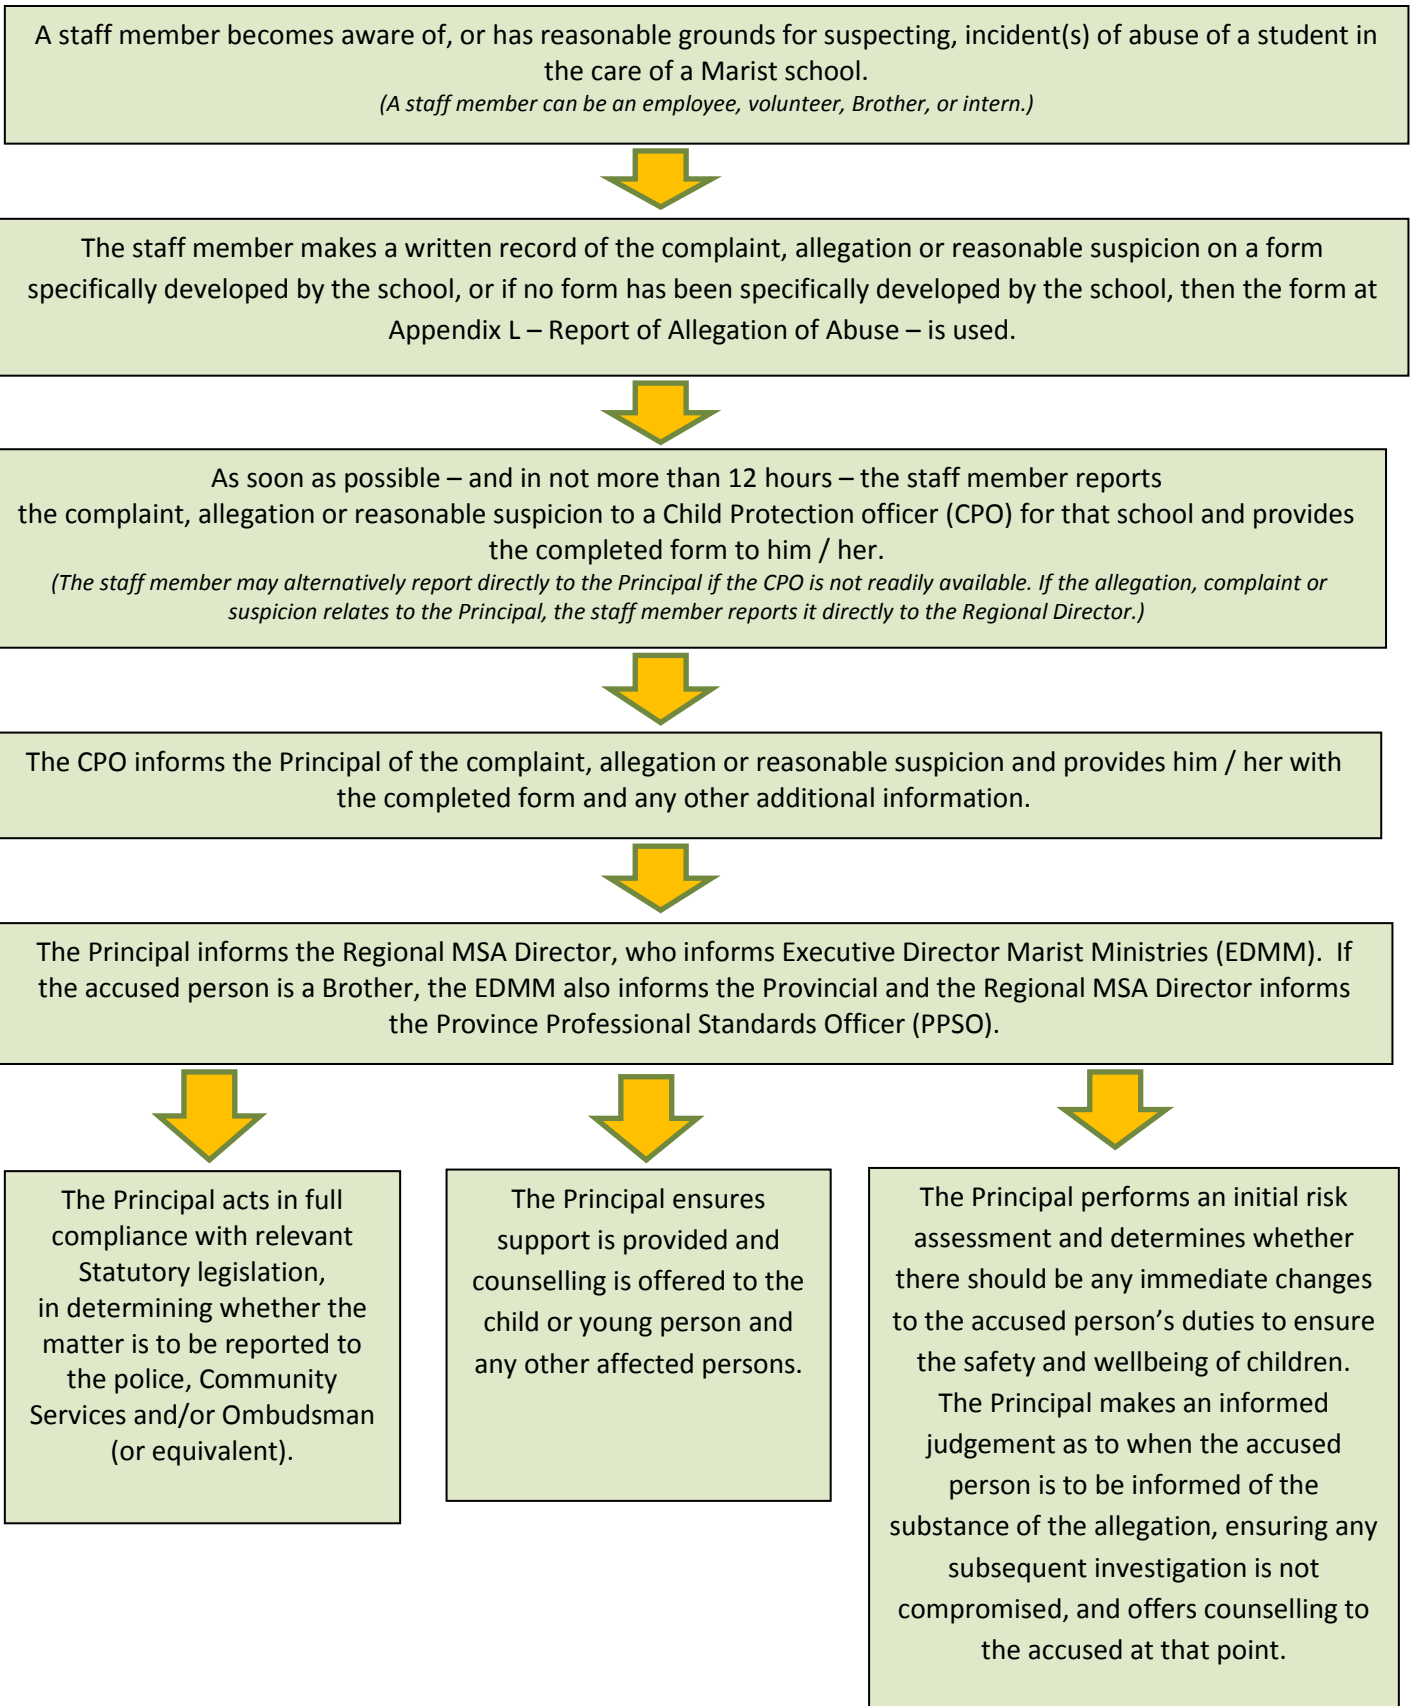 A staff member becomes aware of, or has reasonable grounds for suspecting, incident(s) of abuse of a student in
the care of a Marist school.
(A staff member can be an employee, volunteer, Brother, or intern.)
The staff member makes a written record of the complaint, allegation or reasonable suspicion on a form
specifically developed by the school, or if no form has been specifically developed by the school, then the form at
Appendix L – Report of Allegation of Abuse – is used.
As soon as possible – and in not more than 12 hours – the staff member reports
the complaint, allegation or reasonable suspicion to a Child Protection officer (CPO) for that school and provides
the completed form to him / her.
(The staff member may alternatively report directly to the Principal if the CPO is not readily available. If the allegation, complaint or
suspicion relates to the Principal, the staff member reports it directly to the Regional Director.)
The CPO informs the Principal of the complaint, allegation or reasonable suspicion and provides him / her with
the completed form and any other additional information.
The Principal informs the Regional MSA Director, who informs Executive Director Marist Ministries (EDMM).  If
the accused person is a Brother, the EDMM also informs the Provincial and the Regional MSA Director informs
the Province Professional Standards Officer (PPSO).
The Principal acts in full
compliance with relevant
Statutory legislation,
in determining whether the
matter is to be reported to
the police, Community
Services and/or Ombudsman
(or equivalent).
The Principal ensures
support is provided and
counselling is offered to the
child or young person and
any other affected persons.
The Principal performs an initial risk
assessment and determines whether
there should be any immediate changes
to the accused person’s duties to ensure
the safety and wellbeing of children.
The Principal makes an informed
judgement as to when the accused
person is to be informed of the
substance of the allegation, ensuring any
subsequent investigation is not
compromised, and offers counselling to
the accused at that point.